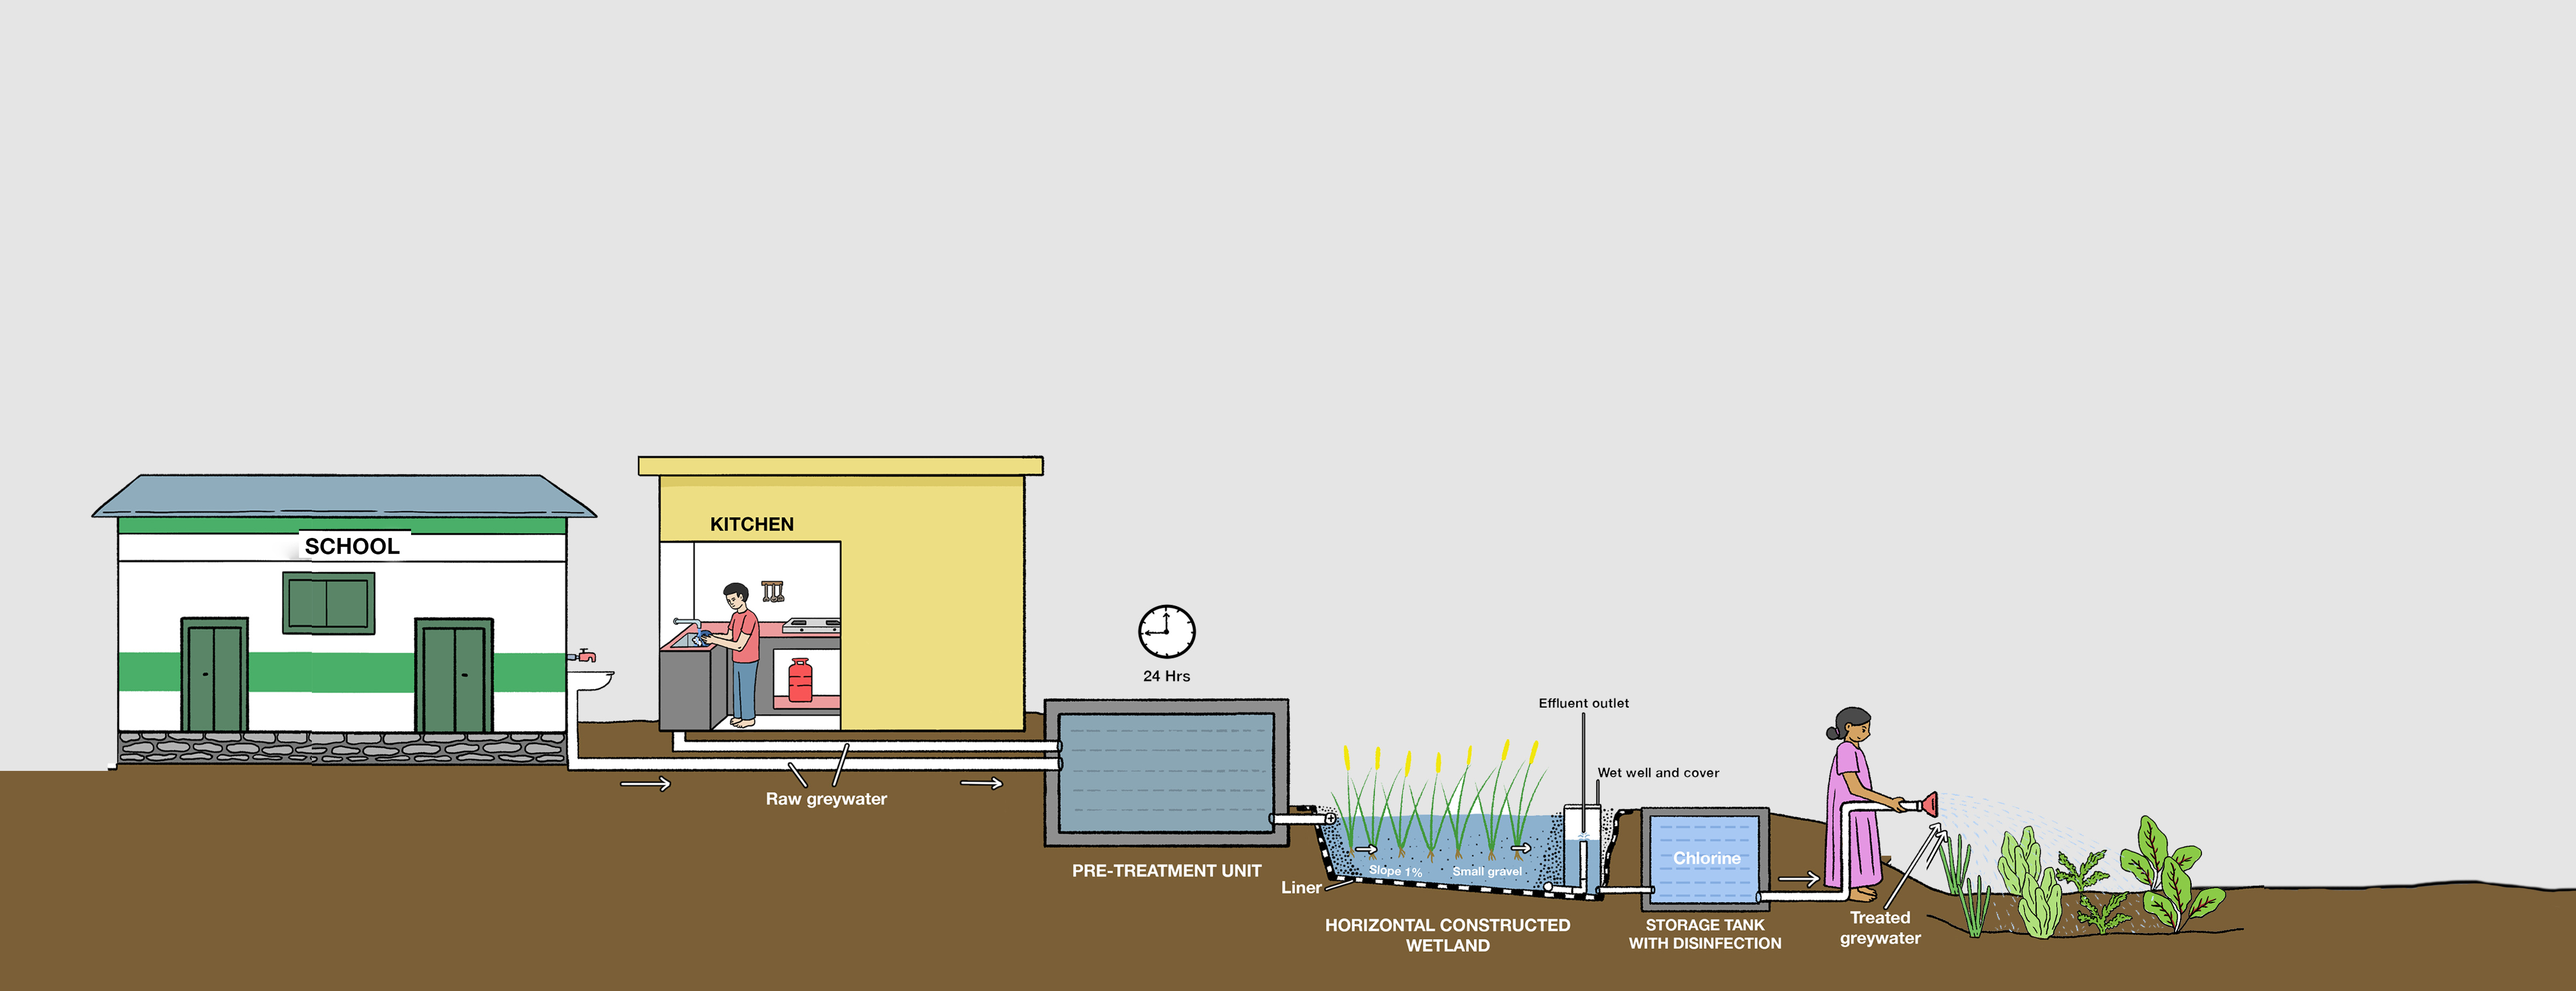 SCHOOL
KITCHEN
24 Hrs
Raw greywater
PRE-TREATMENT UNIT
Effluent outlet
Wet well and cover
Slope 1%
Small gravel
Liner
HORIZONTAL CONSTRUCTED
WETLAND
Chlorine
STORAGE TANK
WITH DISINFECTION
Treated
greywater